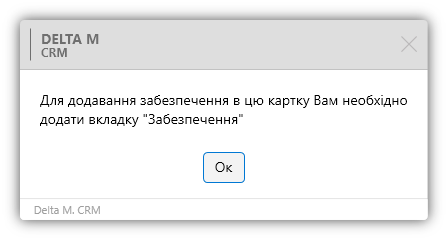 DELTA M
CRM
Для додавання забезпечення в цю картку Вам необхідно
додати вкладку "Забезпечення"
Ок
Delta M. CRM